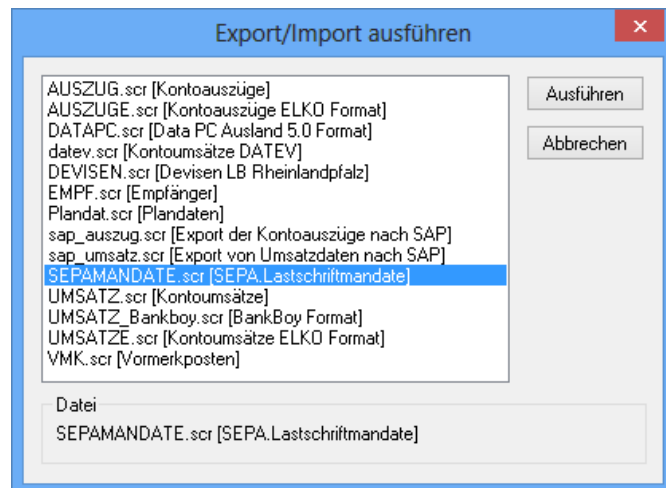 Export/Import ausführen
AUSZUG.scr [Kontoauszüge]
AUSZUGE.scr [Kontoauszüge ELKO Format]
DATAPC.scr [Data PC Ausland 5.0 Format]
datev.scr [Kontoumsätze DATEV]
DEVISEN.scr [Devisen LB Rheinlandpfalz]
EMPF.scr [Empfänger]
Plandat.scr [Plandaten]
sap_auszug.scr [Export der Kontoauszüge nach SAP]
sap_umsatz.scr [Export von Umsatzdaten nach SAP]
SEPAMANDATE.scr [SEPA.Lastschriftmandate]
UMSATZ.scr [Kontoumsätze]
UMSATZ_Bankboy.scr [BankBoy Format]
UMSATZE.scr [Kontoumsätze ELKO Format]
VMK.scr [Vormerkposten]
Ausführen
Abbrechen
Datei
SEPAMANDATE.scr [SEPA.Lastschriftmandate]